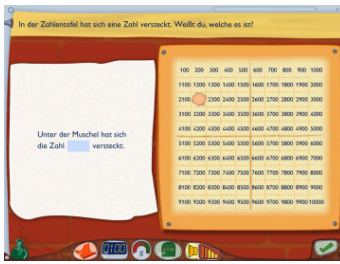 In der Zahlentafel hat sich eine Zahl versteckt. Weißt du, welche es ist?
Unter der Muschel hat sich
die Zahl versteckt.
100 200 300 400 500 600 700 800 900 1000
1100 1200 1300 1400 1500 1600 1700 1800 1900 2000
2100 2300 2400 2500 2600 2700 2800 2900 3000
3100 3200 3300 3400 3500 3600 3700 3800 3900 4000
4100 4200 4300 4400 4500 4600 4700 4800 4900 5000
5100 5200 5300 5400 5500 5600 5700 5800 5900 6000
6100 6200 6300 6400 6500 6600 6700 6800 6900 7000
7100 7200 7300 7400 7500 7600 7700 7800 7900 8000
8100 8200 8300 8400 8500 8600 8700 8800 8900 9000
9100 9200 9300 9400 9500 9600 9700 9800 9900 10000